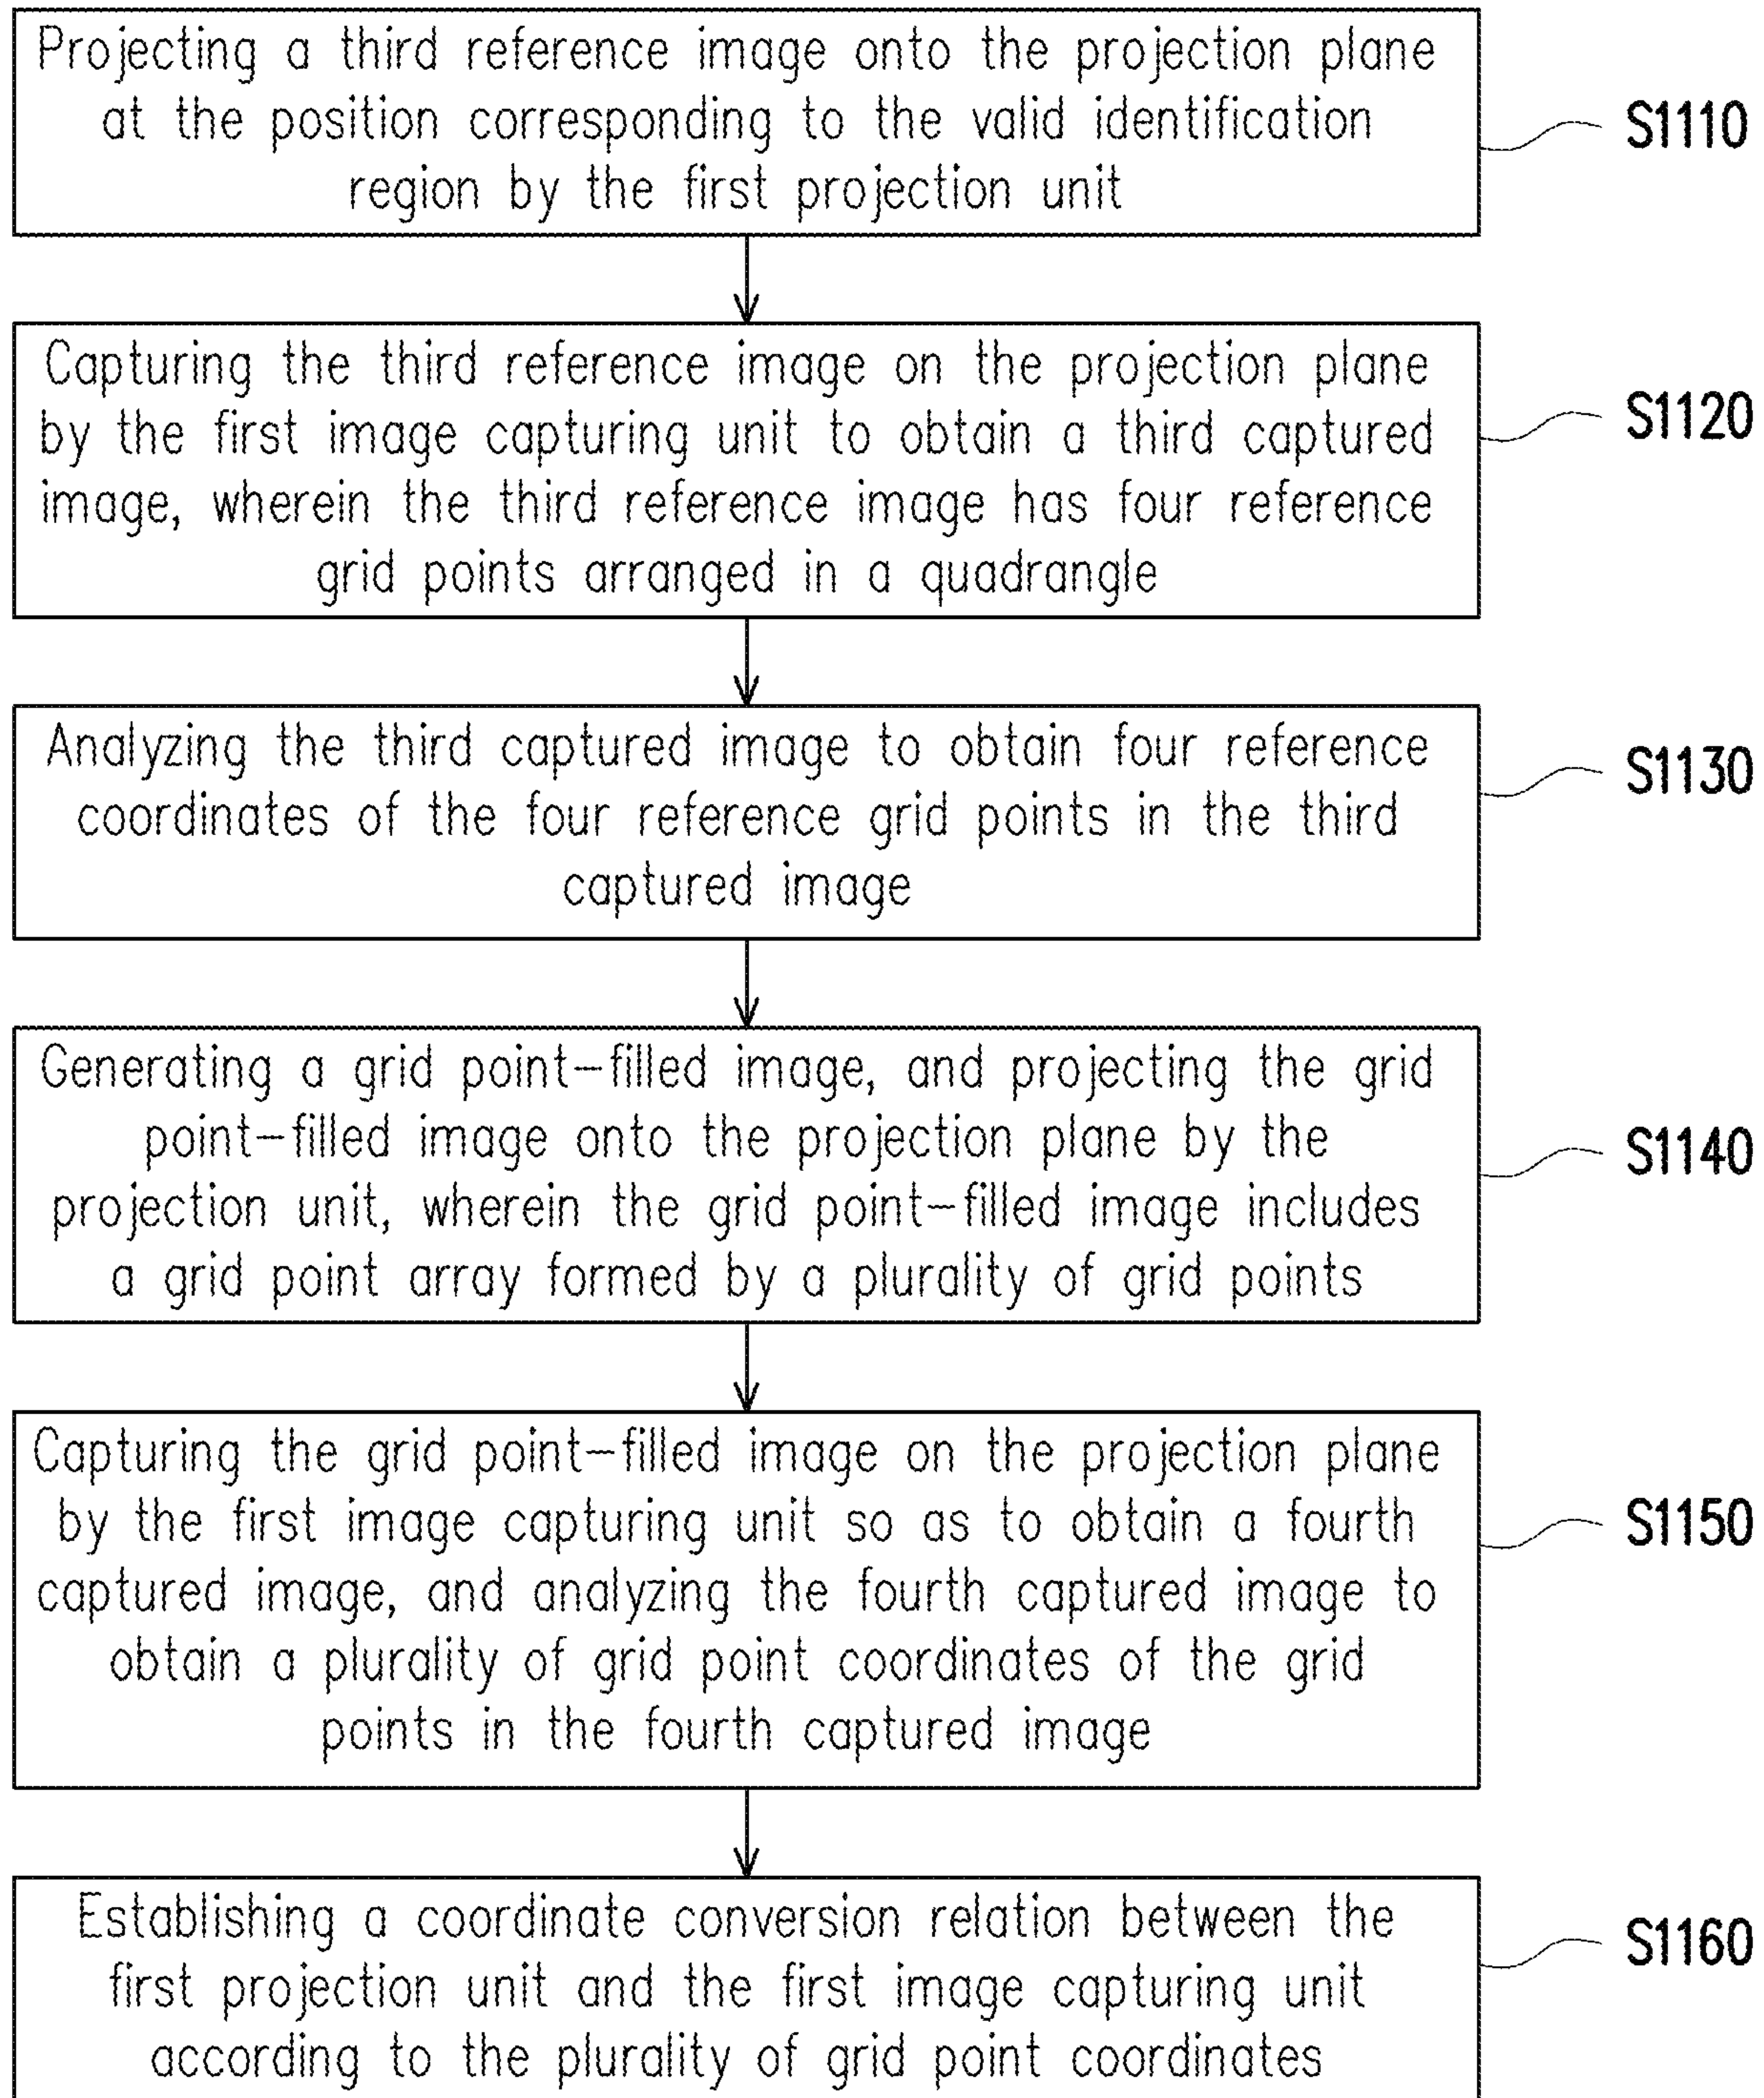 Projecting a third reference image onto the projection plane
at the position corresponding to the valid identification
region by the first projection unit
S1110
Capturing the third reference image on the projection plane
by the first image capturing unit to obtain a third captured
image, wherein the third reference image has four reference
grid points arranged in a quadrangle
S1120
Analyzing the third captured image to obtain four reference
coordinates of the four reference grid points in the third
captured image
S1130
Generating a grid point-filled image, and projecting the grid
point-filled image onto the projection plane by the
projection unit, wherein the grid point-filled image includes
a grid point array formed by a plurality of grid points
S1140
Capturing the grid point-filled image on the projection plane
by the first image capturing unit so as to obtain a fourth
captured image, and analyzing the fourth captured image to
obtain a plurality of grid point coordinates of the grid
points in the fourth captured image
S1150
Establishing a coordinate conversion relation between the
first projection unit and the first image capturing unit
according to the plurality of grid point coordinates
S1160